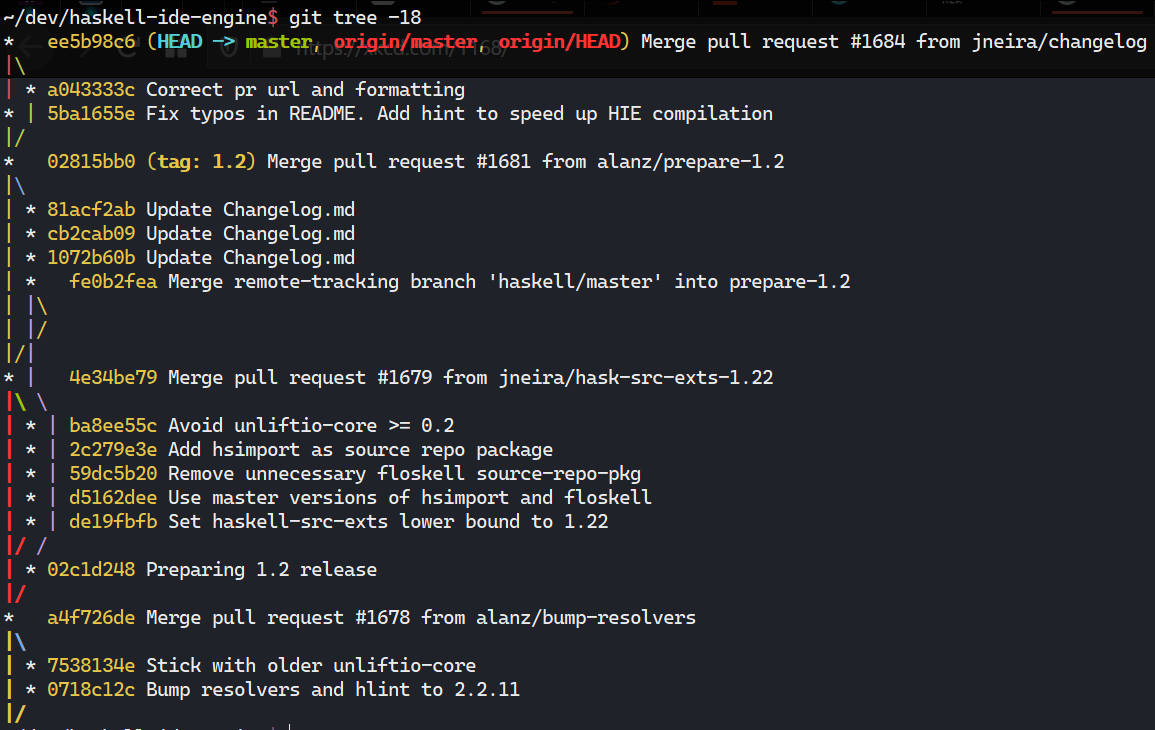 ~/dev/haskell-ide-engine$ git tree -18
*   ee5b98c6 (HEAD -> master, origin/master, origin/HEAD) Merge pull request #1684 from jneira/changelog
|\
| * a043333c Correct pr url and formatting
* | 5ba1655e Fix typos in README. Add hint to speed up HIE compilation
|/
*   02815bb0 (tag: 1.2) Merge pull request #1681 from alanz/prepare-1.2
|\
| * 81acf2ab Update Changelog.md
| * cb2cab09 Update Changelog.md
| * 1072b60b Update Changelog.md
| *   fe0b2fea Merge remote-tracking branch 'haskell/master' into prepare-1.2
| |\
| |/
|/|
* |   4e34be79 Merge pull request #1679 from jneira/hask-src-exts-1.22
|\ \
| * | ba8ee55c Avoid unliftio-core >= 0.2
| * | 2c279e3e Add hsimport as source repo package
| * | 59dc5b20 Remove unnecessary floskell source-repo-pkg
| * | d5162dee Use master versions of hsimport and floskell
| * | de19fbfb Set haskell-src-exts lower bound to 1.22
|/ /
| * 02c1d248 Preparing 1.2 release
|/
*   a4f726de Merge pull request #1678 from alanz/bump-resolvers
|\
| * 7538134e Stick with older unliftio-core
| * 0718c12c Bump resolvers and hlint to 2.2.11
|/